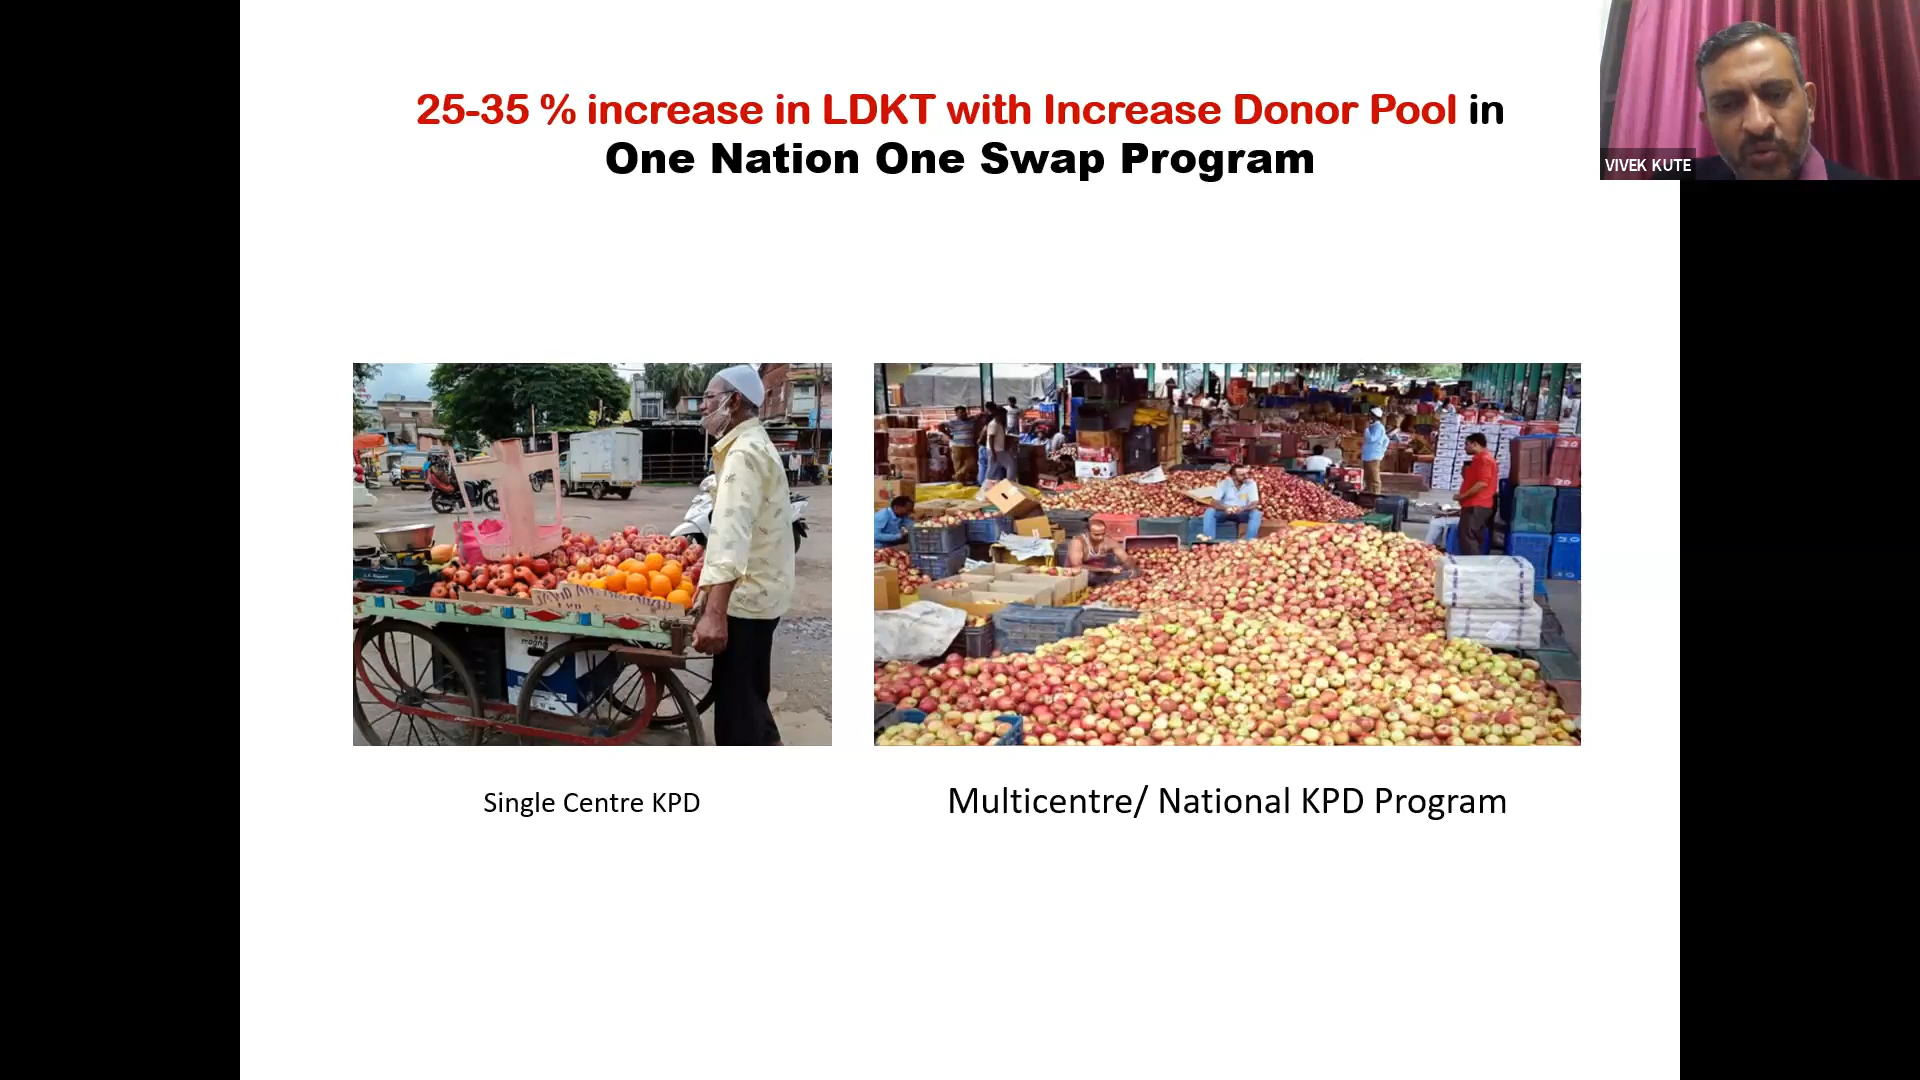 25-35 % increase in LDKT with Increase Donor Pool in
One Nation One Swap Program
VIVEK KUTE
Single Centre KPD
Multicentre/ National KPD Program